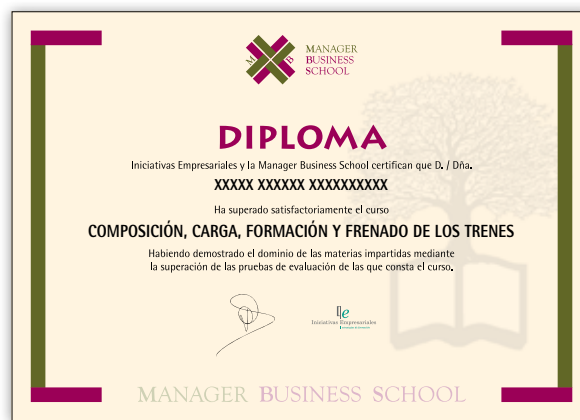 M B B S
MANAGER
BUSINESS
SCHOOL
DIPLOMA
Iniciativas Empresariales y la Manager Business School certifican que D. / Dña.
XXXXX XXXXXX XXXXXXXXXX
Ha superado satisfactoriamente el curso
COMPOSICIÓN, CARGA, FORMACIÓN Y FRENADO DE LOS TRENES
Habiendo demostrado el dominio de las materias impartidas mediante
la superación de las pruebas de evaluación de las que consta el curso.
Iniciativas Empresariales
MANAGER BUSINESS SCHOOL